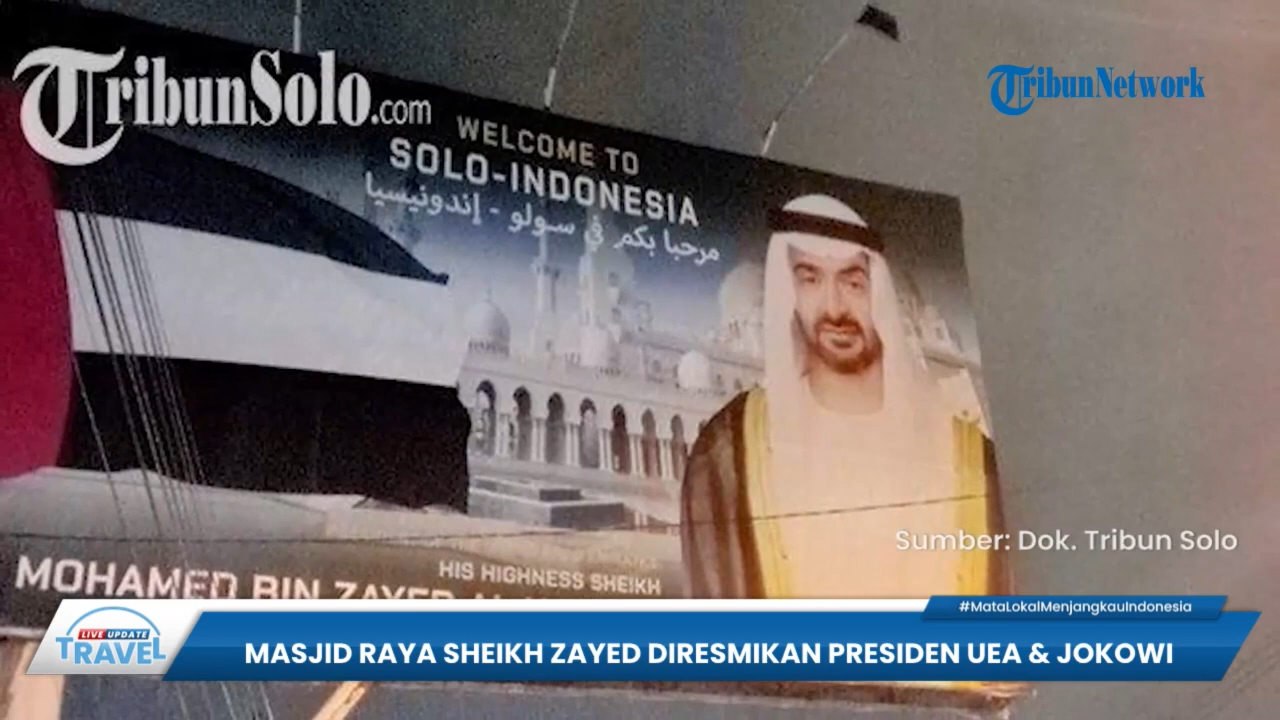 TribunSolo.com
TribunNetwork
WELCOME TO
SOLO-INDONESIA
مرحبا بكم في سولو - إندونيسيا
Sumber: Dok. Tribun Solo
HIS HIGHNESS SHEIKH
MOHAMED BIN ZAYED
#MataLokalMenjangkauIndonesia
LIVE UPDATE
TRAVEL
MASJID RAYA SHEIKH ZAYED DIRESMIKAN PRESIDEN UEA & JOKOWI